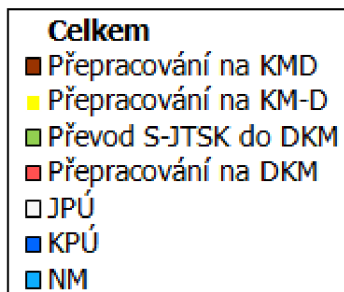 Celkem
Přepracování na KMD
Přepracování na KM-D
Převod S-JTSK do DKM
Přepracování na DKM
JPÚ
KPÚ
NM